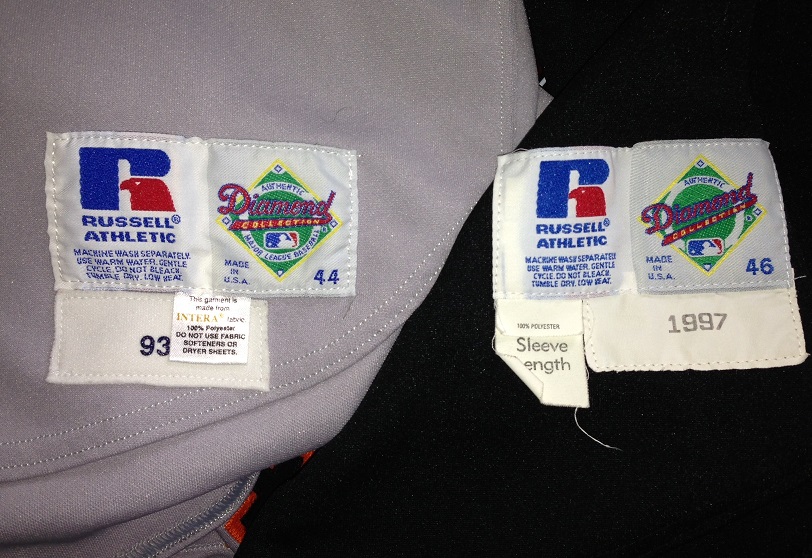 RUSSELL®
ATHLETIC
MACHINE WASH SEPARATELY.
USE WARM WATER. GENTLE
CYCLE. DO NOT BLEACH.
TUMBLE DRY. LOW HEAT.
AUTHENTIC
Diamond
COLLECTION
MAJOR LEAGUE BASEBALL
MADE
IN
U.S.A.
44
93
This garment is
made from
INTERA® fabric.
100% Polyester
DO NOT USE FABRIC
SOFTENERS OR
DRYER SHEETS.
RUSSELL®
ATHLETIC
MACHINE WASH SEPARATELY.
USE WARM WATER. GENTLE
CYCLE. DO NOT BLEACH.
TUMBLE DRY. LOW HEAT.
AUTHENTIC
Diamond
COLLECTION
MADE
IN
U.S.A.
46
100% POLYESTER
Sleeve
ength
1997